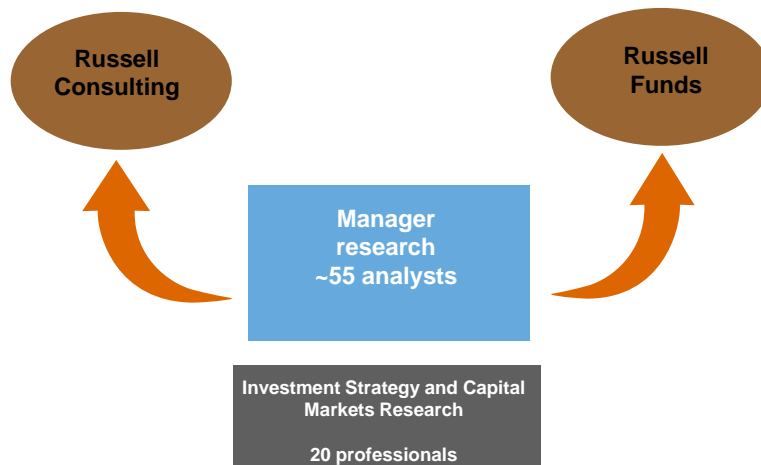 Russell
Consulting
Russell
Funds
Manager
research
~55 analysts
Investment Strategy and Capital
Markets Research
20 professionals